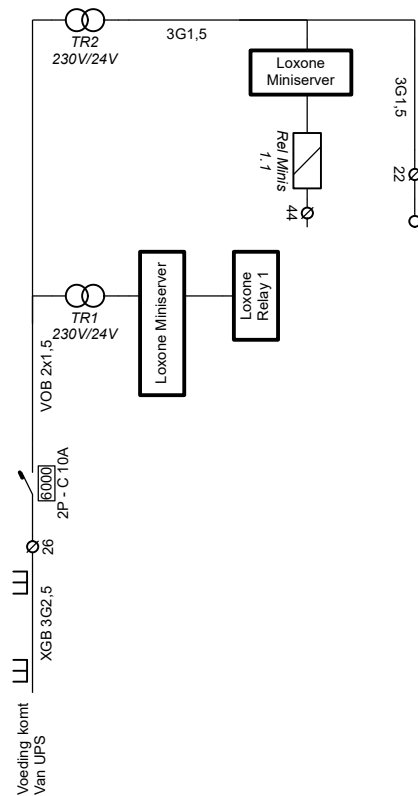 TR2
230V/24V
3G1,5
Loxone
Miniserver
3G1,5
Rel Minis
1.1
22
44
TR1
230V/24V
Loxone Miniserver
Loxone
Relay 1
VOB 2x1,5
6000
2P - C 10A
26
XGB 3G2,5
Voeding komt
Van UPS